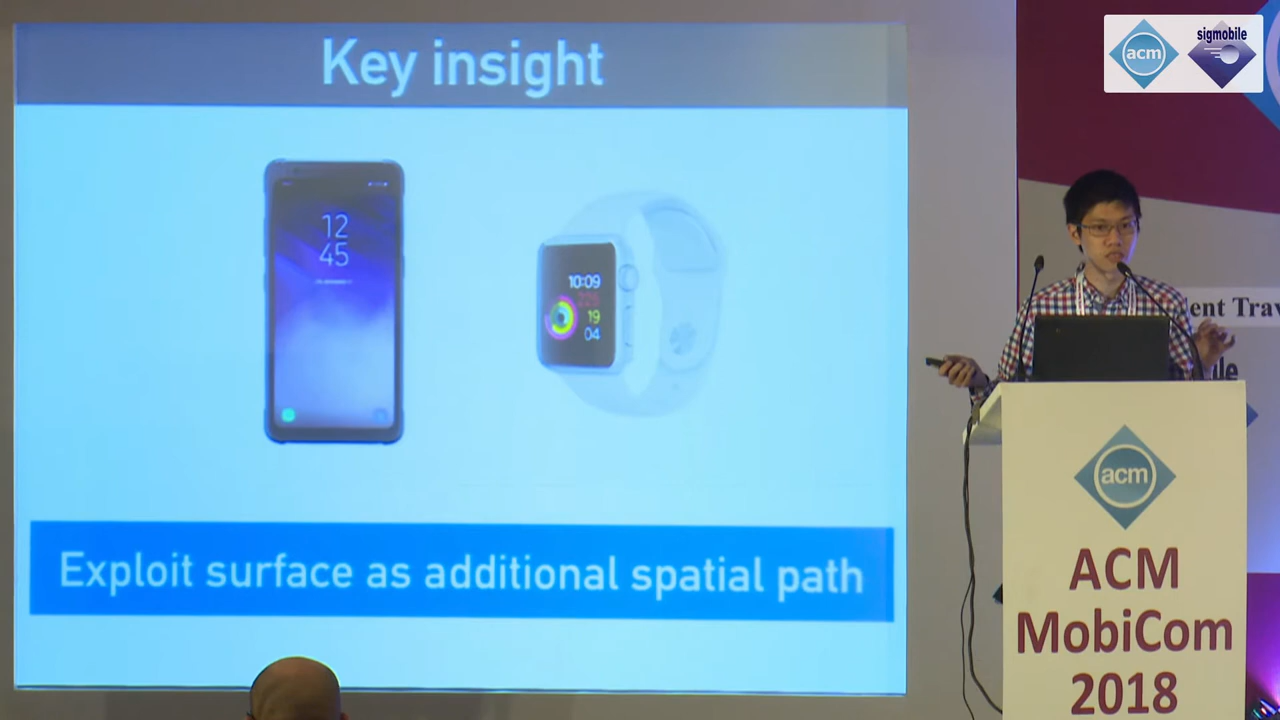 Key insight
12
45
10:09
19
04
Exploit surface as additional spatial path
acm
sigmobile
ent Trav
acm
ACM
MobiCom
2018